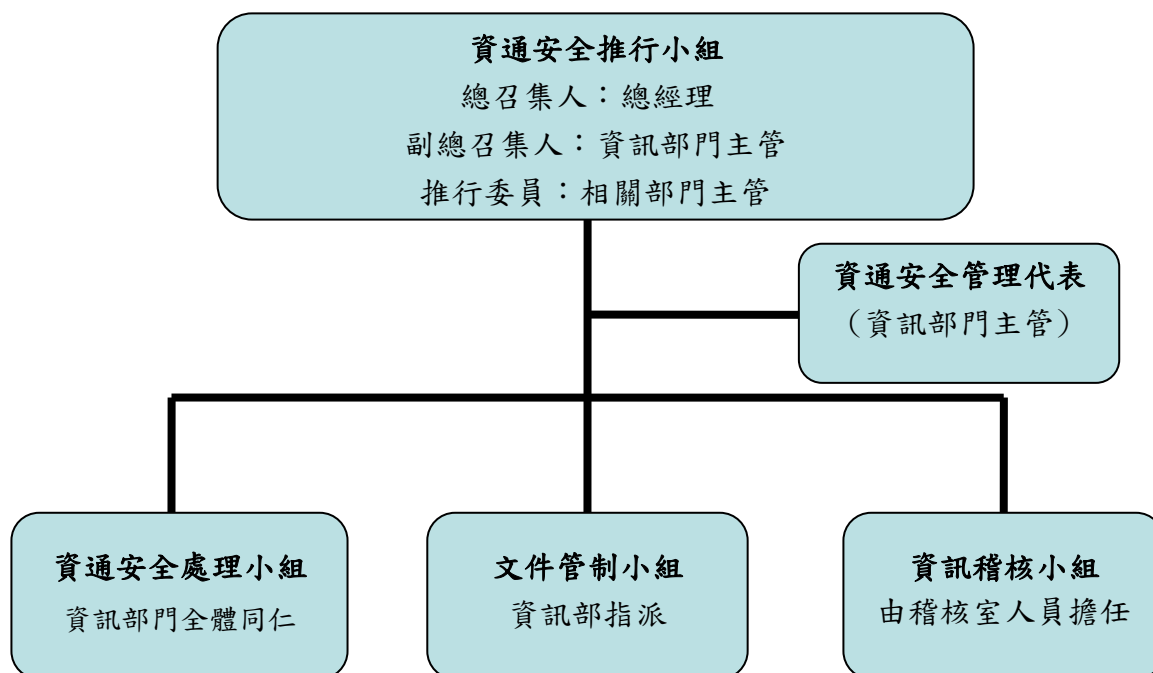 資通安全推行小組
總召集人：總經理
副總召集人：資訊部門主管
推行委員：相關部門主管
資通安全管理代表
（資訊部門主管）
資通安全處理小組
資訊部門全體同仁
文件管制小組
資訊部指派
資訊稽核小組
由稽核室人員擔任